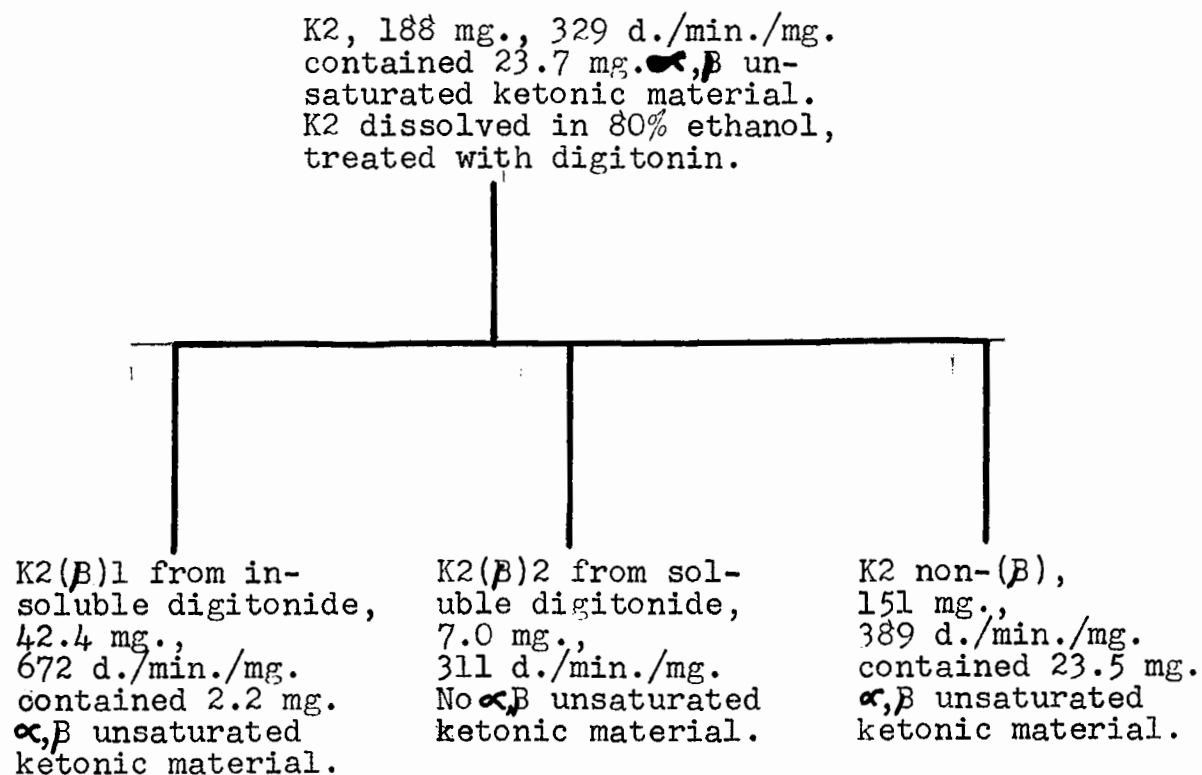 K2, 188 mg., 329 d./min./mg.
contained 23.7 mg.α,β un-
saturated ketonic material.
K2 dissolved in 80% ethanol,
treated with digitonin.
K2(β)1 from in-
soluble digitonide,
42.4 mg.,
672 d./min./mg.
contained 2.2 mg.
α,β unsaturated
ketonic material.
K2(β)2 from sol-
uble digitonide,
7.0 mg.,
311 d./min./mg.
No α,β unsaturated
ketonic material.
K2 non-(β),
151 mg.,
389 d./min./mg.
contained 23.5 mg.
α,β unsaturated
ketonic material.